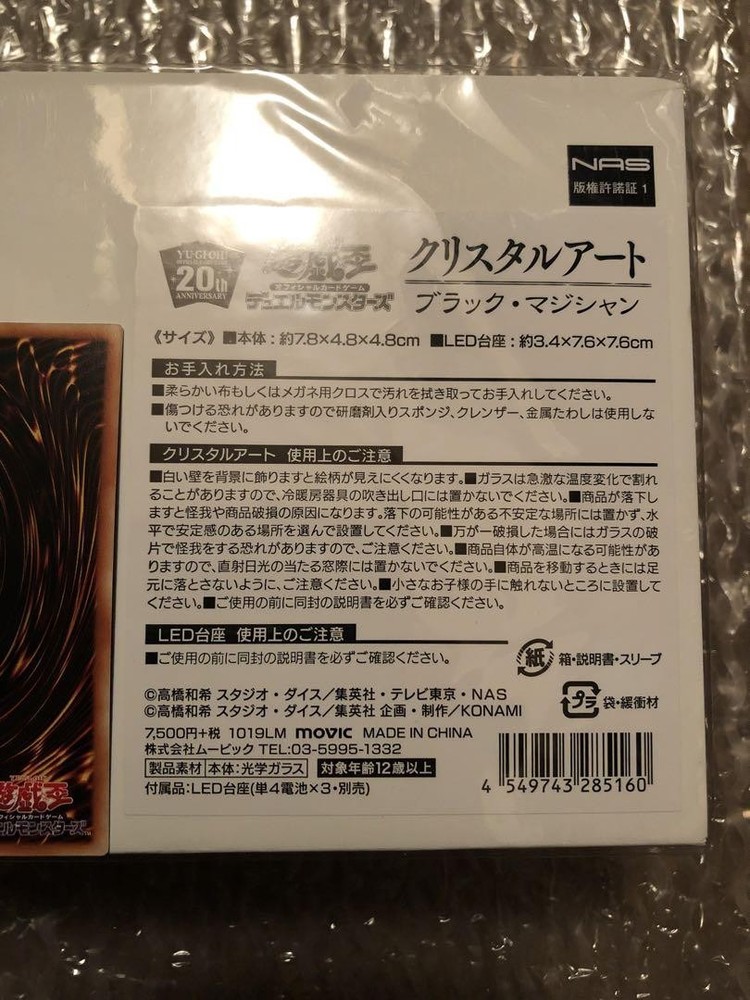 NAS
版権許諾証 1
YU-GI-OH!
20th
ANNIVERSARY
遊戯王
オフィシャルカードゲーム
デュエルモンスターズ
クリスタルアート
ブラック・マジシャン
《サイズ》■本体：約7.8×4.8×4.8cm ■LED台座：約3.4×7.6×7.6cm
お手入れ方法
■柔らかい布もしくはメガネ用クロスで汚れを拭き取ってお手入れしてください。
■傷つける恐れがありますので研磨剤入りスポンジ、クレンザー、金属たわしは使用しな
いでください。
クリスタルアート 使用上のご注意
■白い壁を背景に飾りますと絵柄が見えにくくなります。■ガラスは急激な温度変化で割れ
ることがありますので、冷暖房器具の吹き出し口には置かないでください。■商品が落下し
ますと怪我や商品破損の原因になります。落下の可能性がある不安定な場所には置かず、水
平で安定感のある場所を選んで設置してください。■万が一破損した場合にはガラスの破
片で怪我をする恐れがありますので、ご注意ください。■商品自体が高温になる可能性があ
りますので、直射日光の当たる窓際には置かないでください。■商品を移動するときには足
元に落とさないように、ご注意ください。■小さなお子様の手に触れないところに設置して
ください。■ご使用の前に同封の説明書を必ずご確認ください。
LED台座 使用上のご注意
■ご使用の前に同封の説明書を必ずご確認ください。
紙 箱・説明書・スリーブ
プラ 袋・緩衝材
©高橋和希 スタジオ・ダイス／集英社・テレビ東京・NAS
©高橋和希 スタジオ・ダイス／集英社 企画・制作／KONAMI
7,500円+税 1019LM movic MADE IN CHINA
株式会社ムービック TEL:03-5995-1332
製品素材 本体：光学ガラス 対象年齢12歳以上
付属品：LED台座(単4電池×3・別売)
4 549743 285160
遊戯王
オフィシャルカードゲーム
デュエルモンスターズ